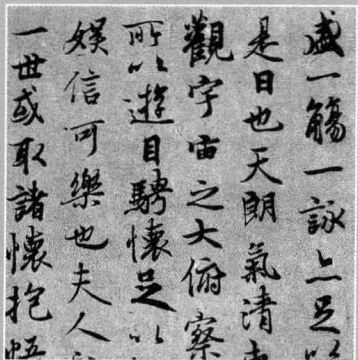 盛一觴一詠亦足以
是日也天朗氣清
觀宇宙之大俯察
所以遊目騁懷足以
娛信可樂也夫人
一世或取諸懷抱悟